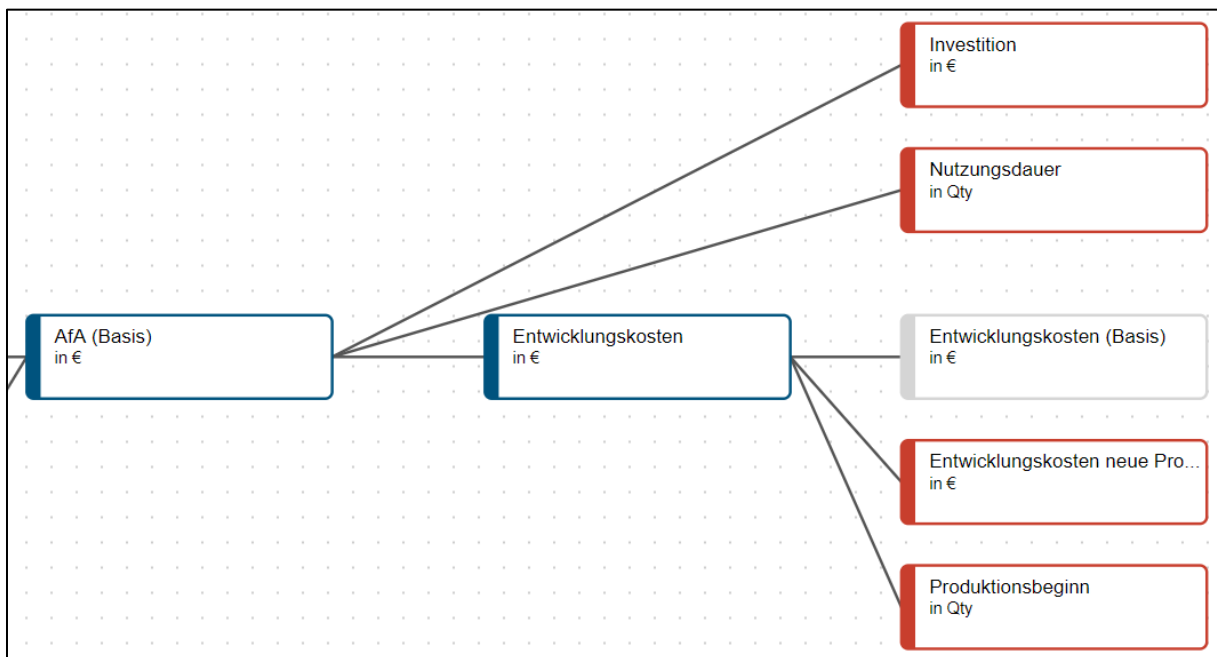 Investition
in €
Nutzungsdauer
in Qty
AfA (Basis)
in €
Entwicklungskosten
in €
Entwicklungskosten (Basis)
in €
Entwicklungskosten neue Pro...
in €
Produktionsbeginn
in Qty